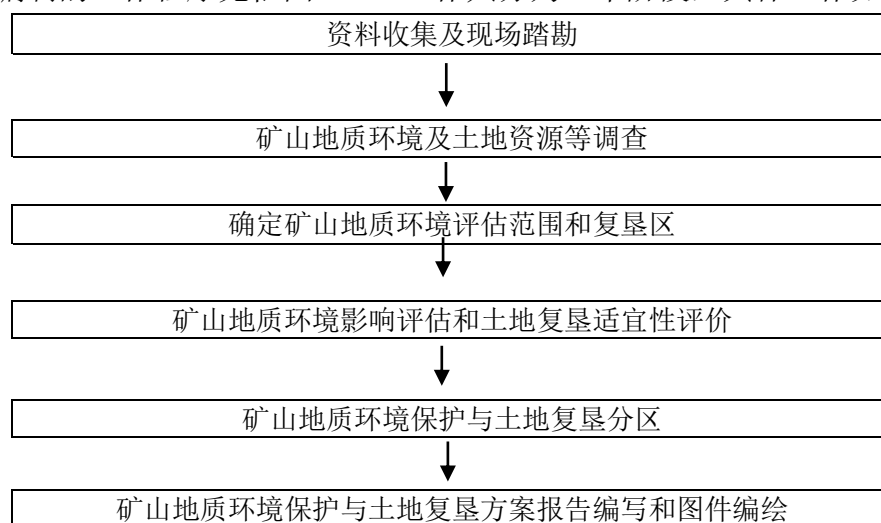 资料收集及现场踏勘
矿山地质环境及土地资源等调查
确定矿山地质环境评估范围和复垦区
矿山地质环境影响评估和土地复垦适宜性评价
矿山地质环境保护与土地复垦分区
矿山地质环境保护与土地复垦方案报告编写和图件编绘